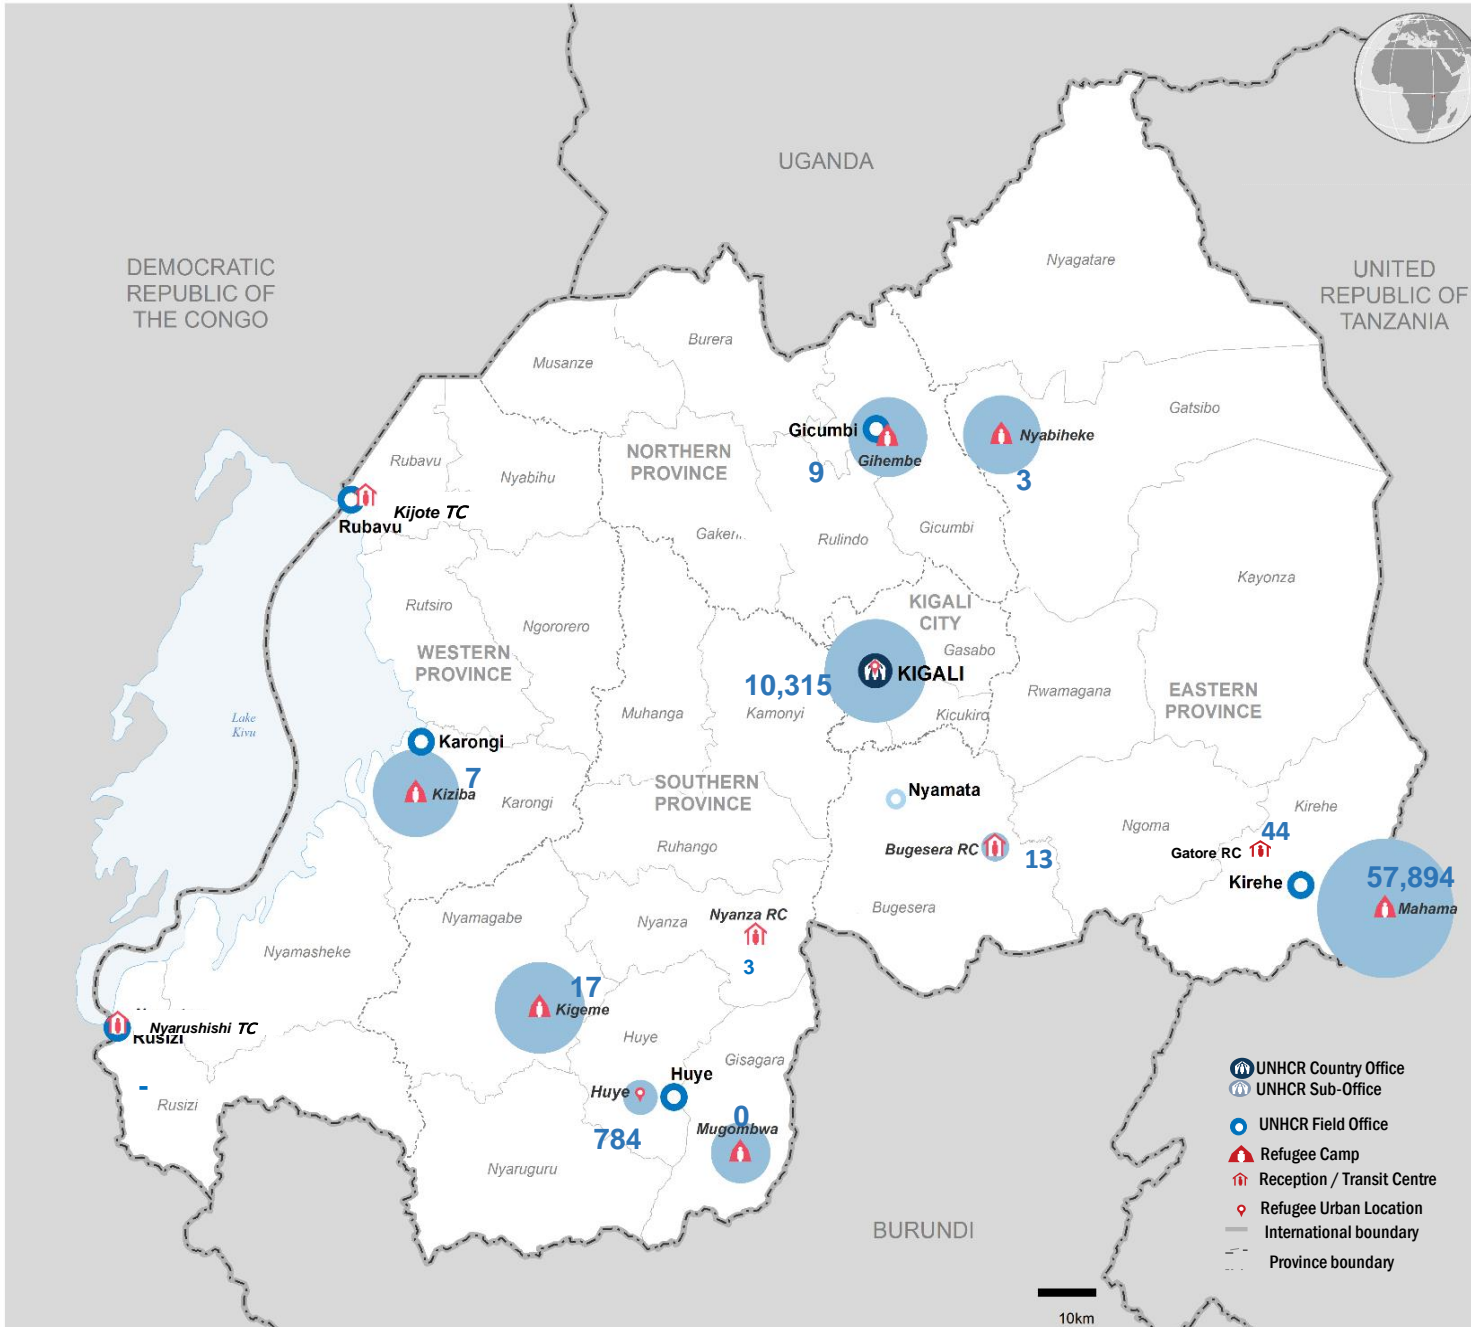 UGANDA
DEMOCRATIC
REPUBLIC OF
THE CONGO
UNITED
REPUBLIC OF
TANZANIA
Nyagatare
Burera
Musanze
Gatsibo
Gicumbi
Gihembe
9
Nyabiheke
3
NORTHERN
PROVINCE
Rubavu
Nyabihu
Kijote TC
Rubavu
Rulindo
Gicumbi
Kayonza
Rutsiro
Ngororero
KIGALI
CITY
Gasabo
WESTERN
PROVINCE
KIGALI
10,315
Kamonyi
Muhanga
Kicukiro
Rwamagana
EASTERN
PROVINCE
Lake
Kivu
Karongi
7
Kiziba
Karongi
SOUTHERN
PROVINCE
Nyamata
Ruhango
Bugesera RC
13
Ngoma
Kirehe
44
Gatore RC
Kirehe
57,894
Mahama
Bugesera
Nyamagabe
Nyanza
Nyanza RC
3
Nyamasheke
17
Kigeme
Nyarushishi TC
Rusizi
-
Rusizi
Huye
Gisagara
Huye
Huye
784
0
Mugombwa
Nyaruguru
BURUNDI
UNHCR Country Office
UNHCR Sub-Office
UNHCR Field Office
Refugee Camp
Reception / Transit Centre
Refugee Urban Location
International boundary
Province boundary
10km